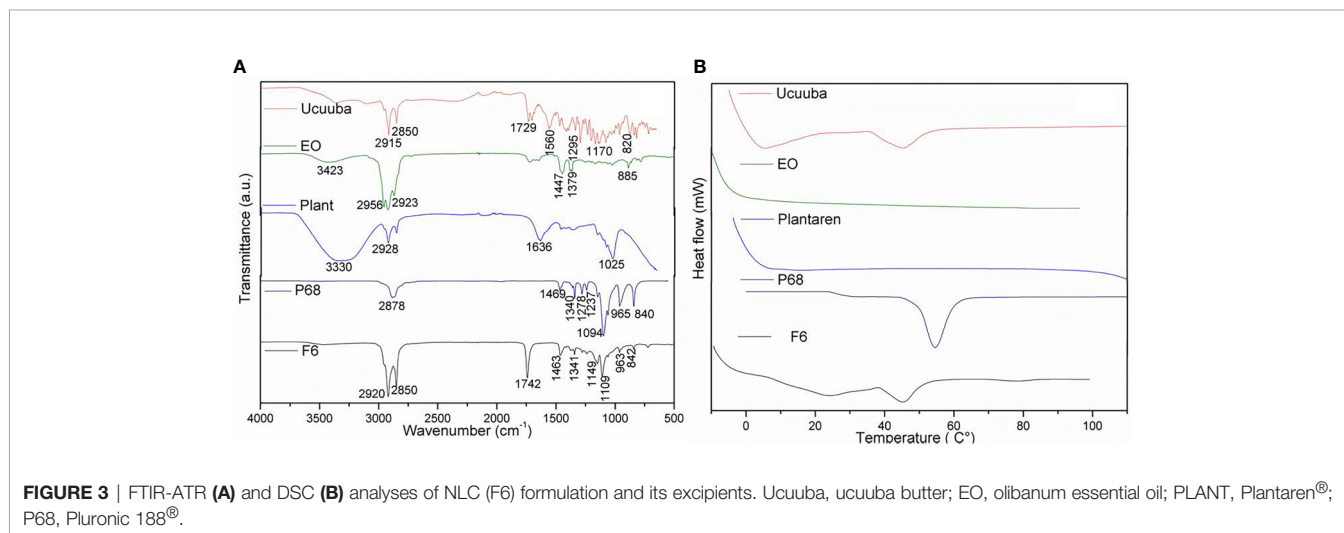 A
Ucuuba
2850
2915
1729
1560
1295
1170
820
EO
3423
2956
2923
1447
1379
885
Plant
3330
2928
1636
1025
P68
2878
1469
1340
1278
1237
1094
965
840
F6
2920
2850
1742
1463
1341
1149
1109
963
842
Transmittance (a.u.)
4000 3500 3000 2500 2000 1500 1000 500
Wavenumber (cm-1)
B
Ucuuba
EO
Plantaren
P68
F6
Heat flow (mW)
0 20 40 60 80 100
Temperature ( C°)
FIGURE 3 | FTIR-ATR (A) and DSC (B) analyses of NLC (F6) formulation and its excipients. Ucuuba, ucuuba butter; EO, olibanum essential oil; PLANT, Plantaren®;
P68, Pluronic 188®.